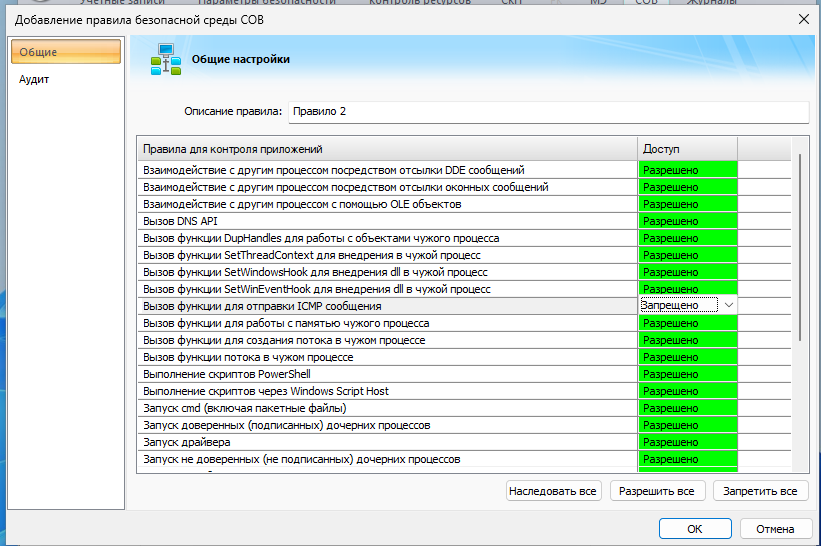 Учетные записи Параметры безопасности Контроль ресурсов СКН РК МЭ СОВ Журналы
Добавление правила безопасной среды СОВ
Общие
Аудит
Общие настройки
Описание правила: Правило 2
Правила для контроля приложений Доступ
Взаимодействие с другим процессом посредством отсылки DDE сообщений Разрешено
Взаимодействие с другим процессом посредством отсылки оконных сообщений Разрешено
Взаимодействие с другим процессом с помощью OLE объектов Разрешено
Вызов DNS API Разрешено
Вызов функции DupHandles для работы с объектами чужого процесса Разрешено
Вызов функции SetThreadContext для внедрения в чужой процесс Разрешено
Вызов функции SetWindowsHook для внедрения dll в чужой процесс Разрешено
Вызов функции SetWinEventHook для внедрения dll в чужой процесс Разрешено
Вызов функции для отправки ICMP сообщения Запрещено
Вызов функции для работы с памятью чужого процесса Разрешено
Вызов функции для создания потока в чужом процессе Разрешено
Вызов функции потока в чужом процессе Разрешено
Выполнение скриптов PowerShell Разрешено
Выполнение скриптов через Windows Script Host Разрешено
Запуск cmd (включая пакетные файлы) Разрешено
Запуск доверенных (подписанных) дочерних процессов Разрешено
Запуск драйвера Разрешено
Запуск не доверенных (не подписанных) дочерних процессов Разрешено
Наследовать все Разрешить все Запретить все
ОК Отмена